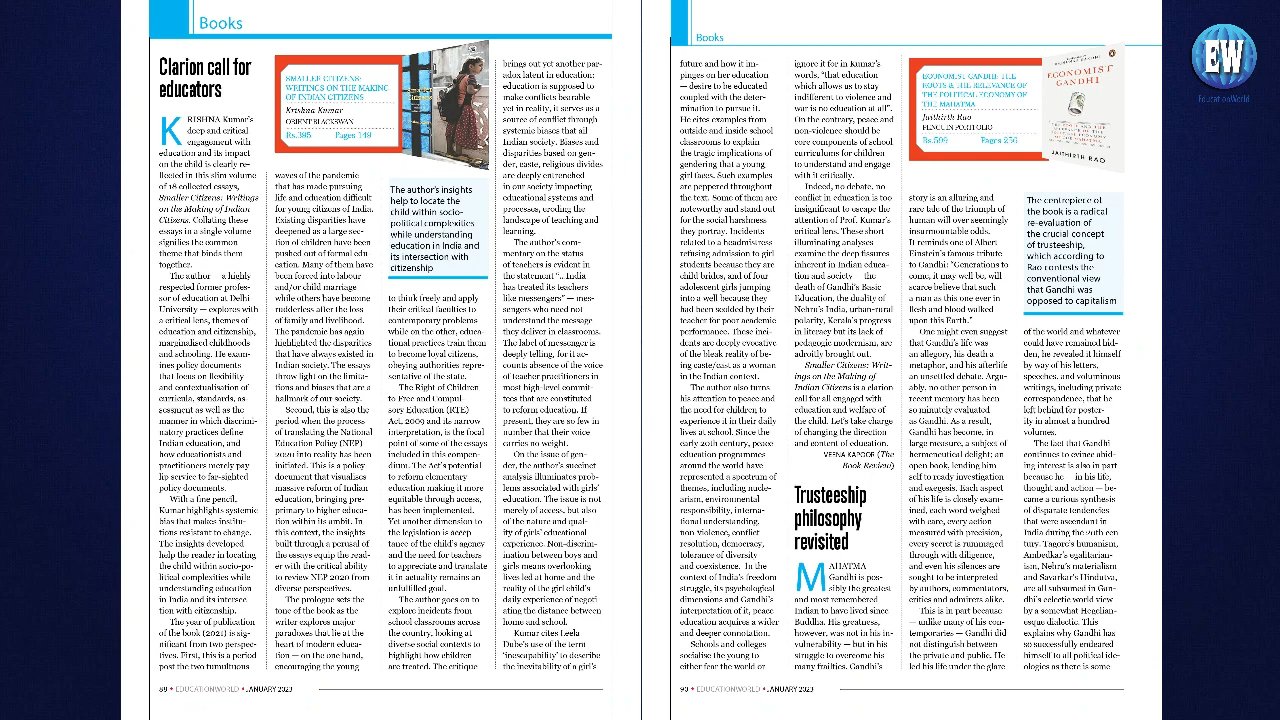 Books
Clarion call for
educators
KRISHNA Kumar's
deep and critical
engagement with
education and its impact
on the child is clearly re-
flected in this slim volume
of 18 collected essays,
Smaller Citizens: Writings
on the Making of Indian
Citizens. Collating these
essays in a single volume
signifies the common
theme that binds them
together.
The author — a highly
respected former profes-
sor of education at Delhi
University — explores with
a critical lens, themes of
education and citizenship,
marginalised childhoods
and schooling. He exam-
ines policy documents
that focus on flexibility
and contextualisation of
curricula, standards, as-
sessment as well as the
manner in which discrimi-
natory practices define
Indian education, and
how educationists and
practitioners merely pay
lip service to far-sighted
policy documents.
With a fine pencil,
Kumar highlights systemic
bias that makes institu-
tions resistant to change.
The insights developed
help the reader in locating
the child within socio-po-
litical complexities while
understanding education
in India and its intersec-
tion with citizenship.
The year of publication
of the book (2021) is sig-
nificant from two perspec-
tives. First, this is a period
post the two tumultuous
SMALLER CITIZENS:
WRITINGS ON THE MAKING
OF INDIAN CITIZENS
Krishna Kumar
ORIENT BLACKSWAN
Rs.395 Pages 149
waves of the pandemic
that has made pursuing
life and education difficult
for young citizens of India.
Existing disparities have
deepened as a large sec-
tion of children have been
pushed out of formal edu-
cation. Many of them have
been forced into labour
and/or child marriage
while others have become
rudderless after the loss
of family and livelihood.
The pandemic has again
highlighted the disparities
that have always existed in
Indian society. The essays
throw light on the limita-
tions and biases that are a
hallmark of our society.
Second, this is also the
period when the process
of translating the National
Education Policy (NEP)
2020 into reality has been
initiated. This is a policy
document that visualises
massive reform of Indian
education, bringing pre-
primary to higher educa-
tion within its ambit. In
this context, the insights
built through a perusal of
the essays equip the read-
er with the critical ability
to review NEP 2020 from
diverse perspectives.
The prologue sets the
tone of the book as the
writer explores major
paradoxes that lie at the
heart of modern educa-
tion — on the one hand,
encouraging the young
The author's insights
help to locate the
child within socio-
political complexities
while understanding
education in India and
its intersection with
citizenship
to think freely and apply
their critical faculties to
contemporary problems
while on the other, educa-
tional practices train them
to become loyal citizens,
obeying authorities repre-
sentative of the state.
The Right of Children
to Free and Compul-
sory Education (RTE)
Act, 2009 and its narrow
interpretation, is the focal
point of some of the essays
included in this compen-
dium. The Act's potential
to reform elementary
education making it more
equitable through access,
has been implemented.
Yet another dimension to
the legislation is accep
tance of the child's agency
and the need for teachers
to appreciate and translate
it in actuality remains an
unfulfilled goal.
The author goes on to
explore incidents from
school classrooms across
the country, looking at
diverse social contexts to
highlight how children
are treated. The critique
brings out yet another par-
adox latent in education:
education is supposed to
make conflicts bearable
yet in reality, it serves as a
source of conflict through
systemic biases that ail
Indian society. Biases and
disparities based on gen-
der, caste, religious divides
are deeply entrenched
in our society impacting
educational systems and
processes, eroding the
landscape of teaching and
learning.
The author's com-
mentary on the status
of teachers is evident in
the statement “...India
has treated its teachers
like messengers” — mes-
sengers who need not
understand the message
they deliver in classrooms.
The label of messenger is
deeply telling, for it ac-
counts absence of the voice
of teacher practitioners in
most high-level commit-
tees that are constituted
to reform education. If
present, they are so few in
number that their voice
carries no weight.
On the issue of gen-
der, the author's succinct
analysis illuminates prob-
lems associated with girls'
education. The issue is not
merely of access, but also
of the nature and qual-
ity of girls' educational
experience. Non-discrim-
ination between boys and
girls means overlooking
lives led at home and the
reality of the girl child's
daily experience of negoti
ating the distance between
home and school.
Kumar cites Leela
Dube's use of the term
“inescapability” to describe
the inevitability of a girl's
88 • EDUCATIONWORLD • JANUARY 2023
Books
future and how it im-
pinges on her education
— desire to be educated
coupled with the deter-
mination to pursue it.
He cites examples from
outside and inside school
classrooms to explain
the tragic implications of
gendering that a young
girl faces. Such examples
are peppered throughout
the text. Some of them are
noteworthy and stand out
for the social harshness
they portray. Incidents
related to a headmistress
refusing admission to girl
students because they are
child brides, and of four
adolescent girls jumping
into a well because they
had been scolded by their
teacher for poor academic
performance. These inci-
dents are deeply evocative
of the bleak reality of be-
ing caste/cast as a woman
in the Indian context.
The author also turns
his attention to peace and
the need for children to
experience it in their daily
lives at school. Since the
early 20th century, peace
education programmes
around the world have
represented a spectrum of
themes, including nucle-
arism, environmental
responsibility, interna-
tional understanding,
non-violence, conflict
resolution, democracy,
tolerance of diversity
and coexistence. In the
context of India's freedom
struggle, its psychological
dimensions and Gandhi's
interpretation of it, peace
education acquires a wider
and deeper connotation.
Schools and colleges
socialise the young to
either fear the world or
ignore it for in Kumar's
words, “that education
which allows us to stay
indifferent to violence and
war is no education at all”.
On the contrary, peace and
non-violence should be
core components of school
curriculums for children
to understand and engage
with it critically.
Indeed, no debate, no
conflict in education is too
insignificant to escape the
attention of Prof. Kumar's
critical lens. These short
illuminating analyses
examine the deep fissures
inherent in Indian educa-
tion and society — the
death of Gandhi's Basic
Education, the duality of
Nehru's India, urban-rural
polarity, Kerala's progress
in literacy but its lack of
pedagogic modernism, are
adroitly brought out.
Smaller Citizens: Writ-
ings on the Making of
Indian Citizens is a clarion
call for all engaged with
education and welfare of
the child. Let's take charge
of changing the direction
and content of education.
VEENA KAPOOR (The
Book Review)
Trusteeship
philosophy
revisited
MAHATMA
Gandhi is pos-
sibly the greatest
and most remembered
Indian to have lived since
Buddha. His greatness,
however, was not in his in-
vulnerability — but in his
struggle to overcome his
many frailties. Gandhi's
ECONOMIST GANDHI: THE
ROOTS & THE RELEVANCE OF
THE POLITICAL ECONOMY OF
THE MAHATMA
Jaithirth Rao
PENGUIN PORTFOLIO
Rs.599 Pages 256
ECONOMIST
GANDHI
JAITHIRTH RAO
story is an alluring and
rare tale of the triumph of
human will over seemingly
insurmountable odds.
It reminds one of Albert
Einstein's famous tribute
to Gandhi: “Generations to
come, it may well be, will
scarce believe that such
a man as this one ever in
flesh and blood walked
upon this Earth.”
One might even suggest
that Gandhi's life was
an allegory, his death a
metaphor, and his afterlife
an unsettled debate. Argu-
ably, no other person in
recent memory has been
so minutely evaluated
as Gandhi. As a result,
Gandhi has become, in
large measure, a subject of
hermeneutical delight; an
open book, lending him
self to ready investigation
and exegesis. Each aspect
of his life is closely exam-
ined, each word weighed
with care, every action
measured with precision,
every secret is rummaged
through with diligence,
and even his silences are
sought to be interpreted
by authors, commentators,
critics and admirers alike.
This is in part because
— unlike many of his con-
temporaries — Gandhi did
not distinguish between
the private and public. He
led his life under the glare
The centrepiece of
the book is a radical
re-evaluation of
the crucial concept
of trusteeship,
which according to
Rao contests the
conventional view
that Gandhi was
opposed to capitalism
of the world and whatever
could have remained hid-
den, he revealed it himself
by way of his letters,
speeches, and voluminous
writings, including private
correspondence, that he
left behind for poster-
ity in almost a hundred
volumes.
The fact that Gandhi
continues to evince abid-
ing interest is also in part
because he — in his life,
thought and action — be-
came a curious synthesis
of disparate tendencies
that were ascendant in
India during the 20th cen
tury. Tagore's humanism,
Ambedkar's egalitarian-
ism, Nehru's materialism
and Savarkar's Hindutva,
are all subsumed in Gan-
dhi's eclectic world view
by a somewhat Hegelian-
esque dialectic. This
explains why Gandhi has
so successfully endeared
himself to all political ide-
ologies as there is some
90 • EDUCATIONWORLD • JANUARY 2023
EW
EducationWorld